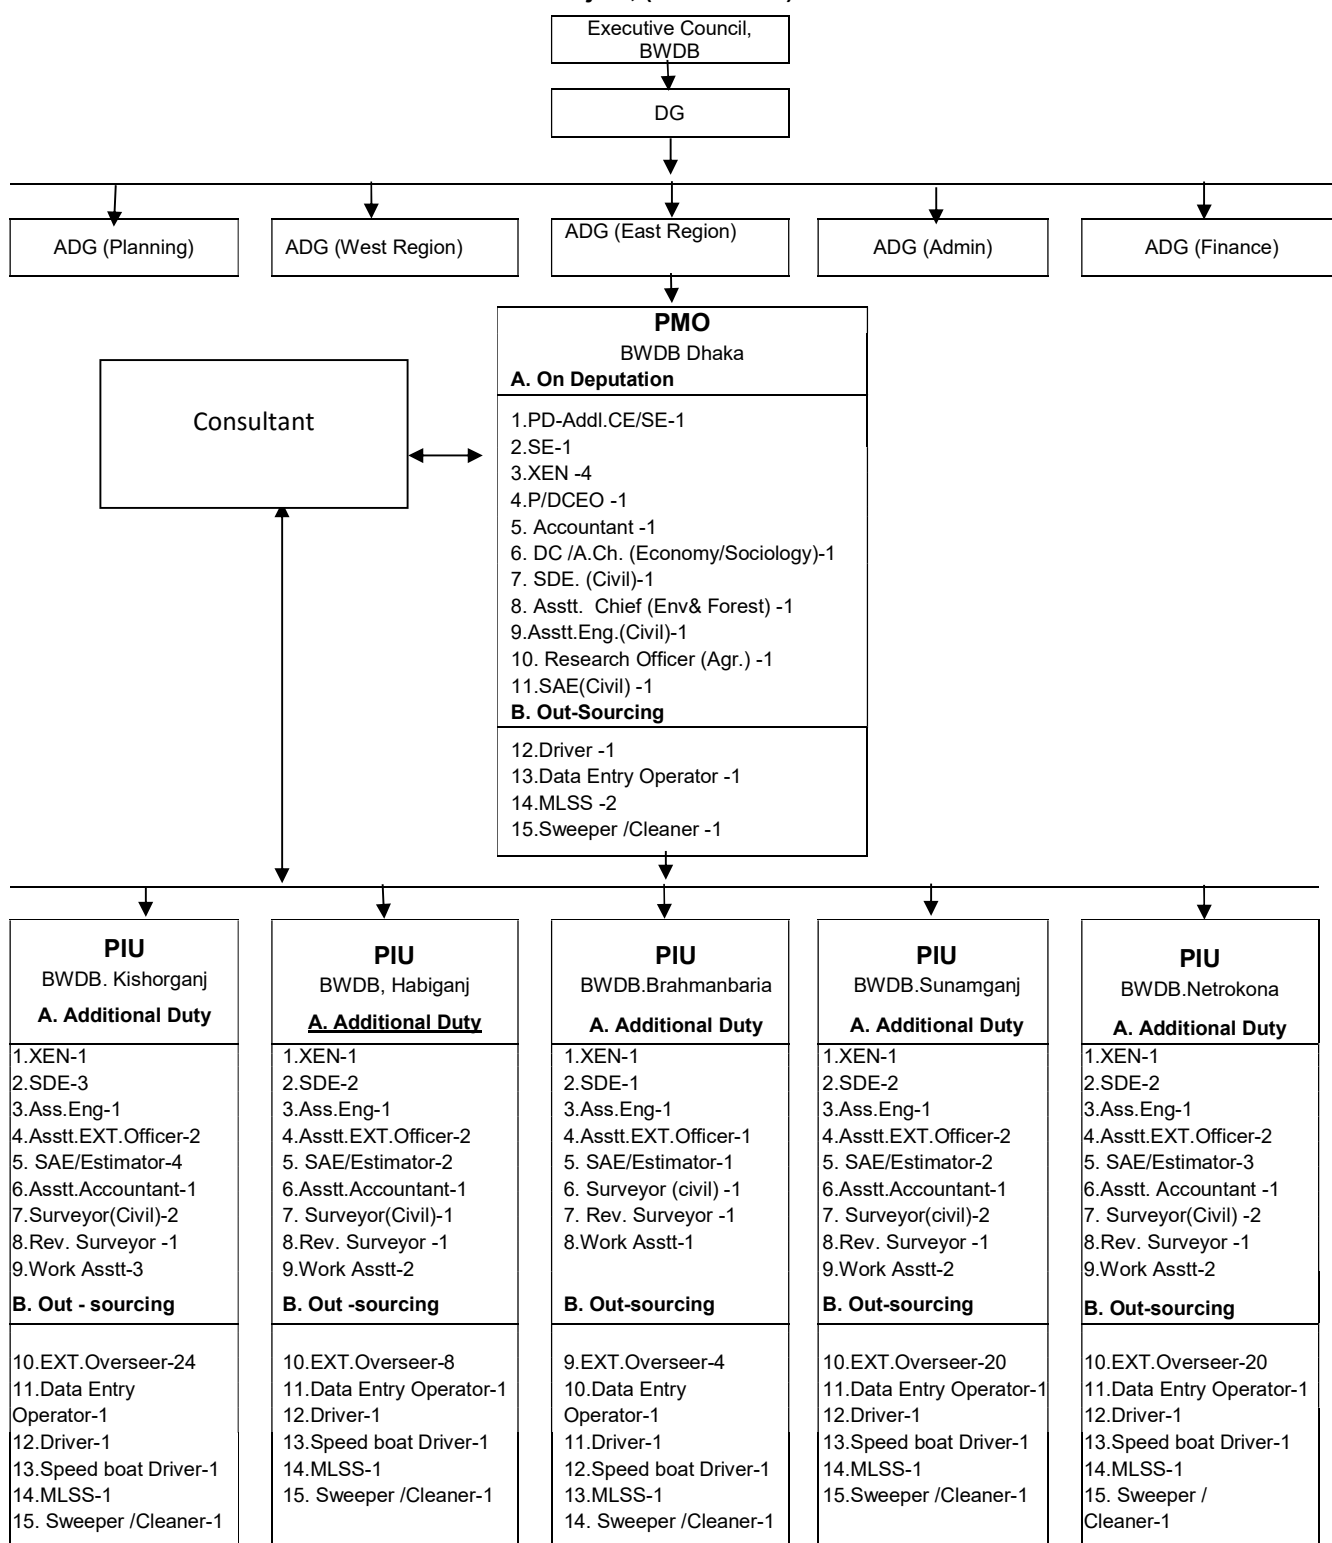 Executive Council,
BWDB
DG
ADG (Planning)
ADG (West Region)
ADG (East Region)
ADG (Admin)
ADG (Finance)
PMO
BWDB Dhaka
A. On Deputation
1.PD-Addl.CE/SE-1
2.SE-1
3.XEN -4
4.P/DCEO -1
5. Accountant -1
6. DC /A.Ch. (Economy/Sociology)-1
7. SDE. (Civil)-1
8. Asstt.  Chief (Env& Forest) -1
9.Asstt.Eng.(Civil)-1
10. Research Officer (Agr.) -1
11.SAE(Civil) -1
B. Out-Sourcing
12.Driver -1
13.Data Entry Operator -1
14.MLSS -2
15.Sweeper /Cleaner -1
Consultant
PIU
BWDB. Kishorganj
A. Additional Duty
1.XEN-1
2.SDE-3
3.Ass.Eng-1
4.Asstt.EXT.Officer-2
5. SAE/Estimator-4
6.Asstt.Accountant-1
7.Surveyor(Civil)-2
8.Rev. Surveyor -1
9.Work Asstt-3
B. Out - sourcing
10.EXT.Overseer-24
11.Data Entry
Operator-1
12.Driver-1
13.Speed boat Driver-1
14.MLSS-1
15. Sweeper /Cleaner-1
PIU
BWDB, Habiganj
A. Additional Duty
1.XEN-1
2.SDE-2
3.Ass.Eng-1
4.Asstt.EXT.Officer-2
5. SAE/Estimator-2
6.Asstt.Accountant-1
7. Surveyor(Civil)-1
8.Rev. Surveyor -1
9.Work Asstt-2
B. Out -sourcing
10.EXT.Overseer-8
11.Data Entry Operator-1
12.Driver-1
13.Speed boat Driver-1
14.MLSS-1
15. Sweeper /Cleaner-1
PIU
BWDB.Brahmanbaria
A. Additional Duty
1.XEN-1
2.SDE-1
3.Ass.Eng-1
4.Asstt.EXT.Officer-1
5. SAE/Estimator-1
6. Surveyor (civil) -1
7. Rev. Surveyor -1
8.Work Asstt-1
B. Out-sourcing
9.EXT.Overseer-4
10.Data Entry
Operator-1
11.Driver-1
12.Speed boat Driver-1
13.MLSS-1
14. Sweeper /Cleaner-1
PIU
BWDB.Sunamganj
A. Additional Duty
1.XEN-1
2.SDE-2
3.Ass.Eng-1
4.Asstt.EXT.Officer-2
5. SAE/Estimator-2
6.Asstt.Accountant-1
7. Surveyor(civil)-2
8.Rev. Surveyor -1
9.Work Asstt-2
B. Out-sourcing
10.EXT.Overseer-20
11.Data Entry Operator-1
12.Driver-1
13.Speed boat Driver-1
14.MLSS-1
15.Sweeper /Cleaner-1
PIU
BWDB.Netrokona
A. Additional Duty
1.XEN-1
2.SDE-2
3.Ass.Eng-1
4.Asstt.EXT.Officer-2
5. SAE/Estimator-3
6.Asstt. Accountant -1
7. Surveyor(Civil) -2
8.Rev. Surveyor -1
9.Work Asstt-2
B. Out-sourcing
10.EXT.Overseer-20
11.Data Entry Operator-1
12.Driver-1
13.Speed boat Driver-1
14.MLSS-1
15. Sweeper /
Cleaner-1